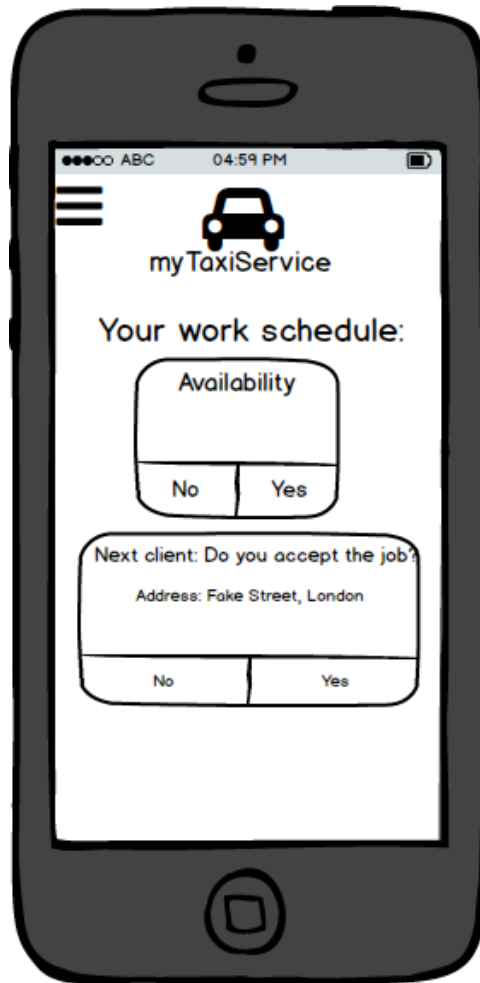 ABC 04:59 PM
myTaxiService
Your work schedule:
Availability
No Yes
Next client: Do you accept the job?
Address: Fake Street, London
No Yes